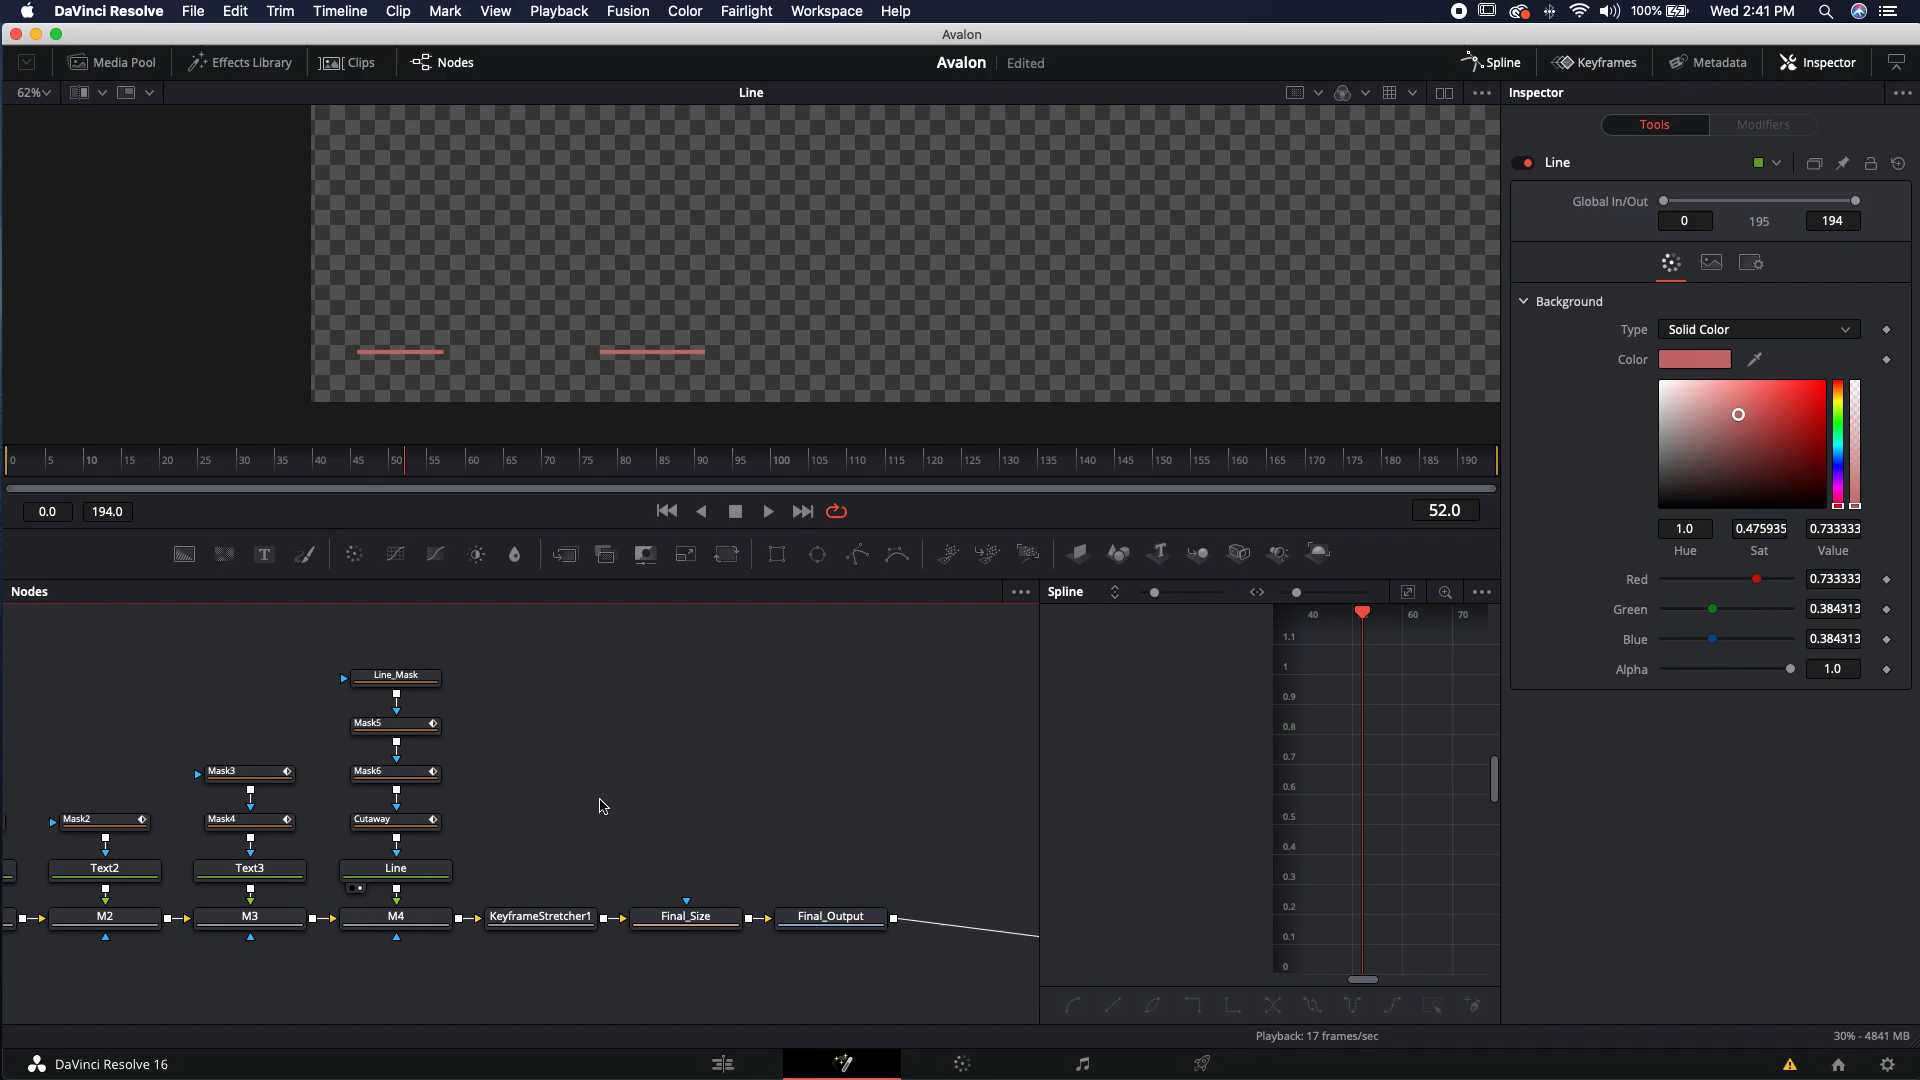 DaVinci Resolve File Edit Trim Timeline Clip Mark View Playback Fusion Color Fairlight Workspace Help 100% Wed 2:41 PM
Avalon
Media Pool Effects Library Clips Nodes Avalon Edited Spline Keyframes Metadata Inspector
62% Line Inspector
Tools Modifiers
Line
Global In/Out
0 195 194
Background
Type Solid Color
Color
1.0 0.475935 0.733333
Hue Sat Value
Red 0.733333
Green 0.384313
Blue 0.384313
Alpha 1.0
0 5 10 15 20 25 30 35 40 45 50 55 60 65 70 75 80 85 90 95 100 105 110 115 120 125 130 135 140 145 150 155 160 165 170 175 180 185 190
0.0 194.0 52.0
T T
Nodes
Line_Mask
Mask5
Mask3 Mask6
Mask2 Mask4 Cutaway
Text2 Text3 Line
M2 M3 M4 KeyframeStretcher1 Final_Size Final_Output
Spline
40 60 70
1.1
1
0.9
0.8
0.7
0.6
0.5
0.4
0.3
0.2
0.1
0
Playback: 17 frames/sec 30% - 4841 MB
DaVinci Resolve 16